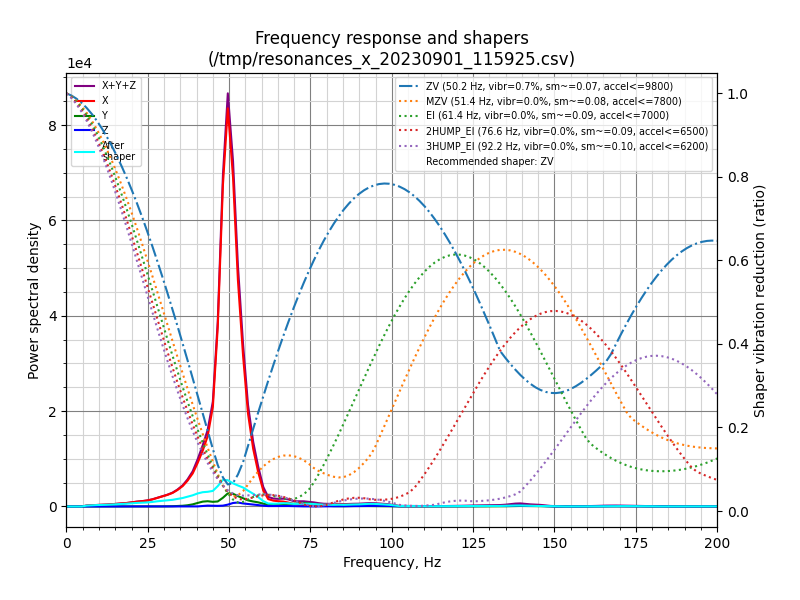 Frequency response and shapers
(/tmp/resonances_x_20230901_115925.csv)
1e4
X+Y+Z
X
Y
Z
After
shaper
ZV (50.2 Hz, vibr=0.7%, sm~=0.07, accel<=9800)
MZV (51.4 Hz, vibr=0.0%, sm~=0.08, accel<=7800)
EI (61.4 Hz, vibr=0.0%, sm~=0.09, accel<=7000)
2HUMP_EI (76.6 Hz, vibr=0.0%, sm~=0.09, accel<=6500)
3HUMP_EI (92.2 Hz, vibr=0.0%, sm~=0.10, accel<=6200)
Recommended shaper: ZV
8
6
4
2
0
Power spectral density
1.0
0.8
0.6
0.4
0.2
0.0
Shaper vibration reduction (ratio)
0 25 50 75 100 125 150 175 200
Frequency, Hz